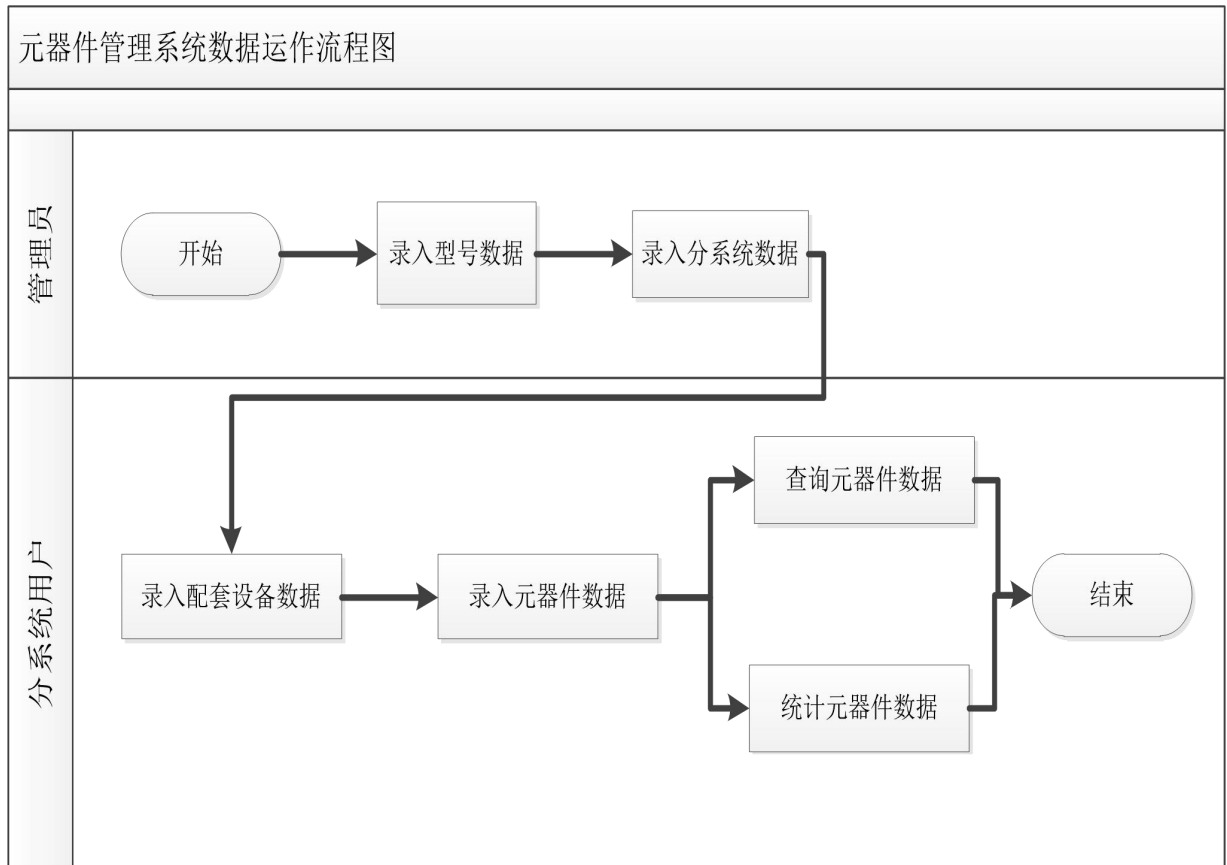 元器件管理系统数据运作流程图
管理员
开始
录入型号数据
录入分系统数据
分系统用户
录入配套设备数据
录入元器件数据
查询元器件数据
统计元器件数据
结束